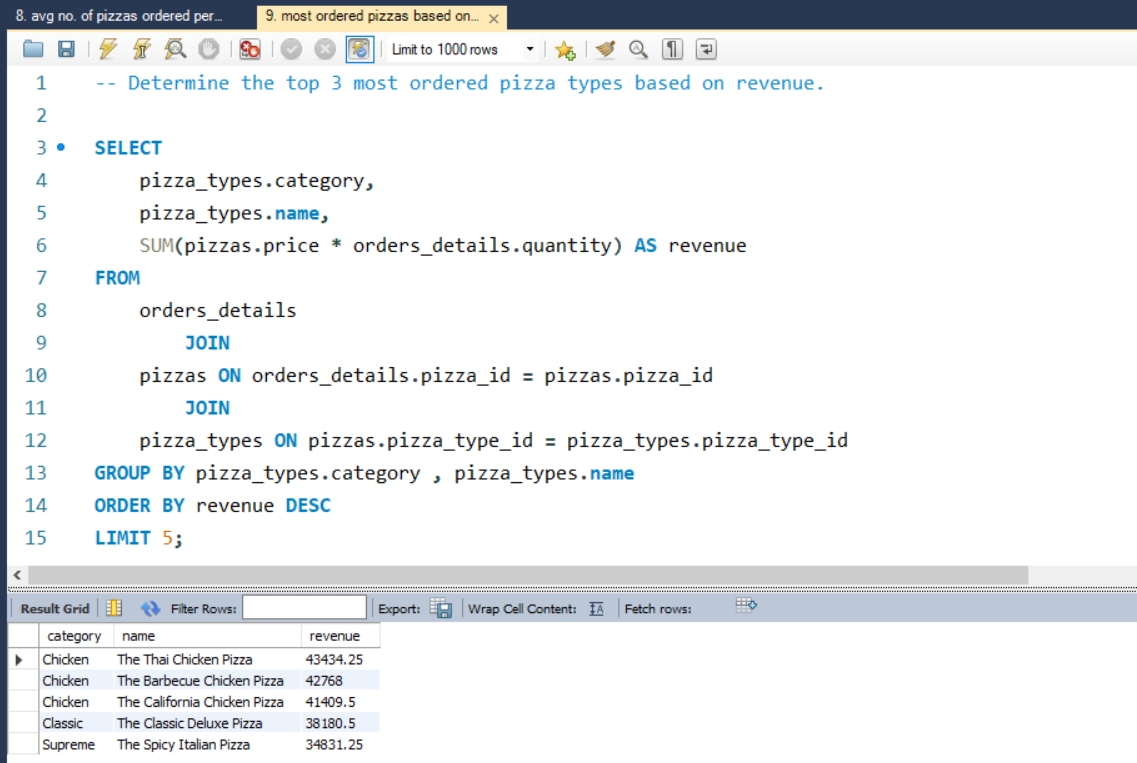 8. avg no. of pizzas ordered per... 9. most ordered pizzas based on...
Limit to 1000 rows
1 -- Determine the top 3 most ordered pizza types based on revenue.
2
3 SELECT
4 pizza_types.category,
5 pizza_types.name,
6 SUM(pizzas.price * orders_details.quantity) AS revenue
7 FROM
8 orders_details
9 JOIN
10 pizzas ON orders_details.pizza_id = pizzas.pizza_id
11 JOIN
12 pizza_types ON pizzas.pizza_type_id = pizza_types.pizza_type_id
13 GROUP BY pizza_types.category , pizza_types.name
14 ORDER BY revenue DESC
15 LIMIT 5;
Result Grid Filter Rows: Export: Wrap Cell Content: IA Fetch rows:
category name revenue
Chicken The Thai Chicken Pizza 43434.25
Chicken The Barbecue Chicken Pizza 42768
Chicken The California Chicken Pizza 41409.5
Classic The Classic Deluxe Pizza 38180.5
Supreme The Spicy Italian Pizza 34831.25